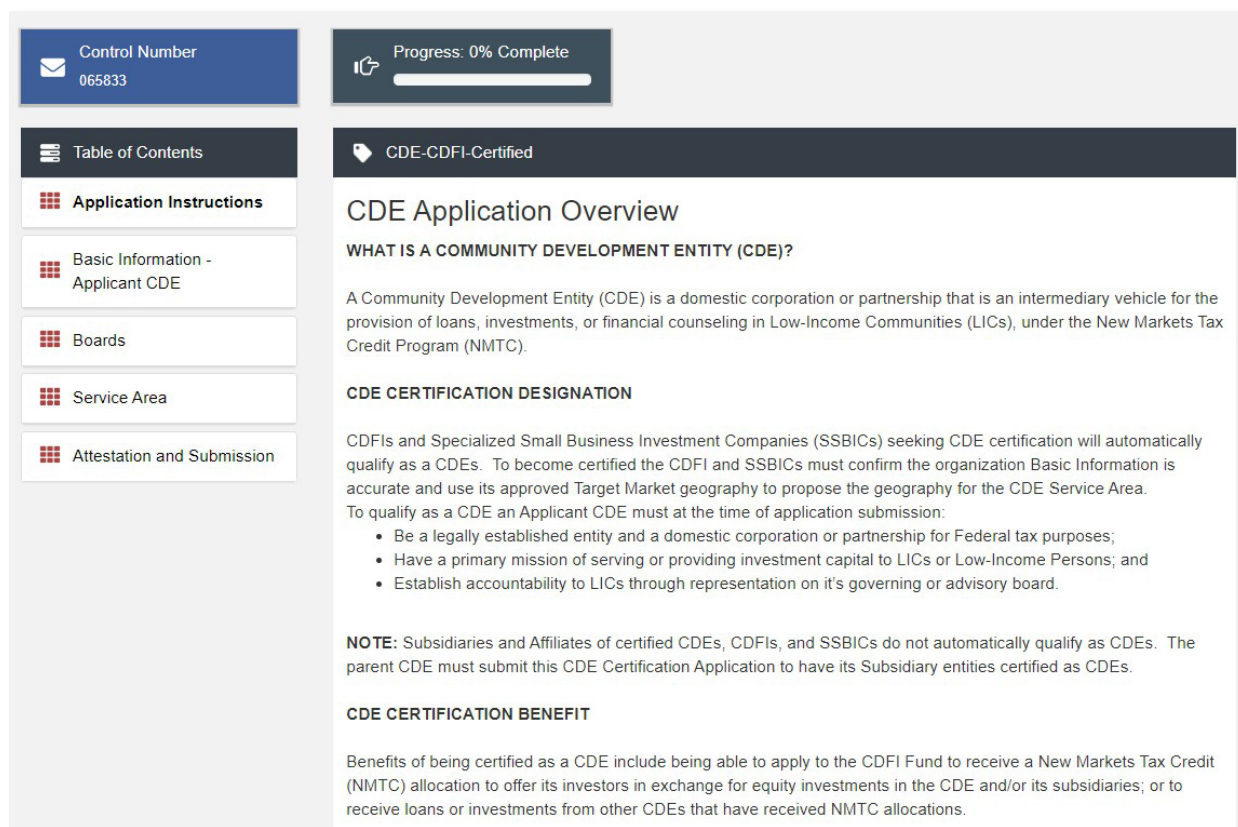 Control Number
065833
Progress: 0% Complete
Table of Contents
Application Instructions
Basic Information -
Applicant CDE
Boards
Service Area
Attestation and Submission
CDE-CDFI-Certified
CDE Application Overview
WHAT IS A COMMUNITY DEVELOPMENT ENTITY (CDE)?
A Community Development Entity (CDE) is a domestic corporation or partnership that is an intermediary vehicle for the
provision of loans, investments, or financial counseling in Low-Income Communities (LICs), under the New Markets Tax
Credit Program (NMTC).
CDE CERTIFICATION DESIGNATION
CDFIs and Specialized Small Business Investment Companies (SSBICs) seeking CDE certification will automatically
qualify as a CDEs. To become certified the CDFI and SSBICs must confirm the organization Basic Information is
accurate and use its approved Target Market geography to propose the geography for the CDE Service Area.
To qualify as a CDE an Applicant CDE must at the time of application submission:
• Be a legally established entity and a domestic corporation or partnership for Federal tax purposes;
• Have a primary mission of serving or providing investment capital to LICs or Low-Income Persons; and
• Establish accountability to LICs through representation on it's governing or advisory board.
NOTE: Subsidiaries and Affiliates of certified CDEs, CDFIs, and SSBICs do not automatically qualify as CDEs. The
parent CDE must submit this CDE Certification Application to have its Subsidiary entities certified as CDEs.
CDE CERTIFICATION BENEFIT
Benefits of being certified as a CDE include being able to apply to the CDFI Fund to receive a New Markets Tax Credit
(NMTC) allocation to offer its investors in exchange for equity investments in the CDE and/or its subsidiaries; or to
receive loans or investments from other CDEs that have received NMTC allocations.